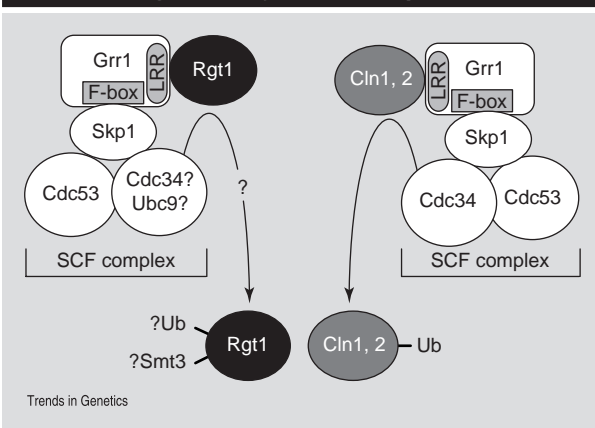 Grr1
LRR
Rgt1
F-box
Skp1
Cdc53
Cdc34?
Ubc9?
SCF complex
?
?Ub
?Smt3
Rgt1
Cln1, 2
LRR
Grr1
F-box
Skp1
Cdc34
Cdc53
SCF complex
Cln1, 2
Ub
Trends in Genetics